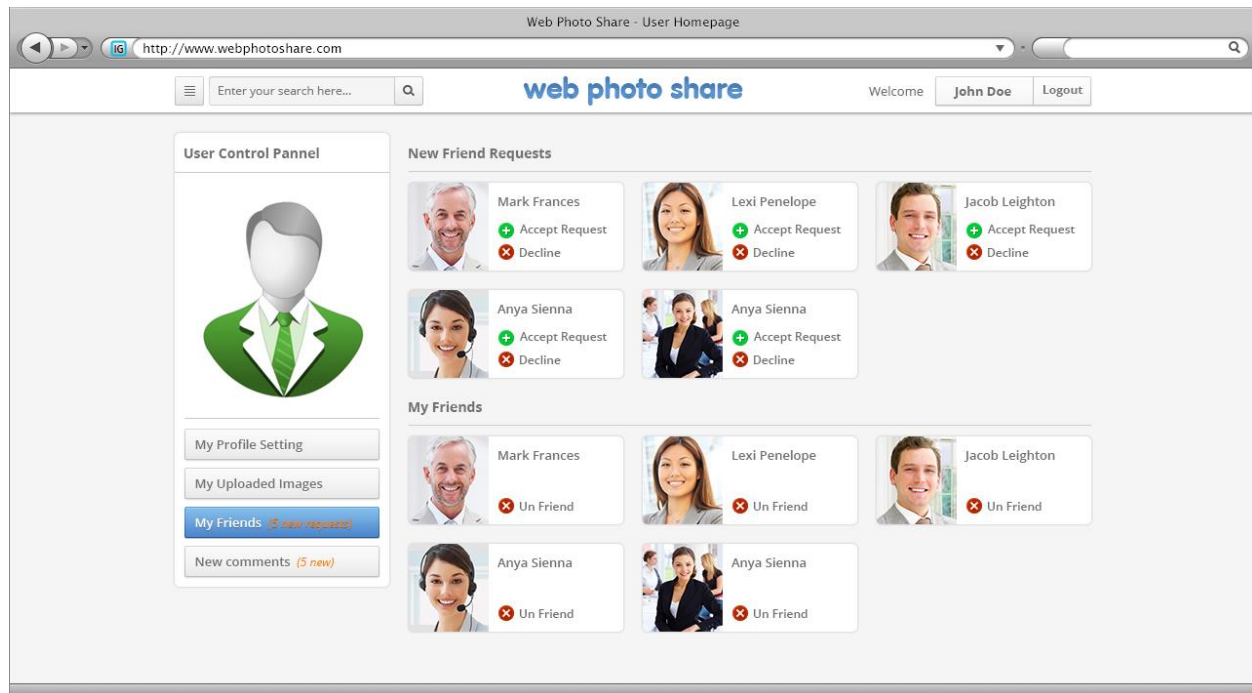 Web Photo Share - User Homepage
IG http://www.webphotoshare.com
Enter your search here...
web photo share
Welcome John Doe Logout
User Control Pannel
My Profile Setting
My Uploaded Images
My Friends (5 new requests)
New comments (5 new)
New Friend Requests
Mark Frances
Accept Request
Decline
Lexi Penelope
Accept Request
Decline
Jacob Leighton
Accept Request
Decline
Anya Sienna
Accept Request
Decline
Anya Sienna
Accept Request
Decline
My Friends
Mark Frances
Un Friend
Lexi Penelope
Un Friend
Jacob Leighton
Un Friend
Anya Sienna
Un Friend
Anya Sienna
Un Friend